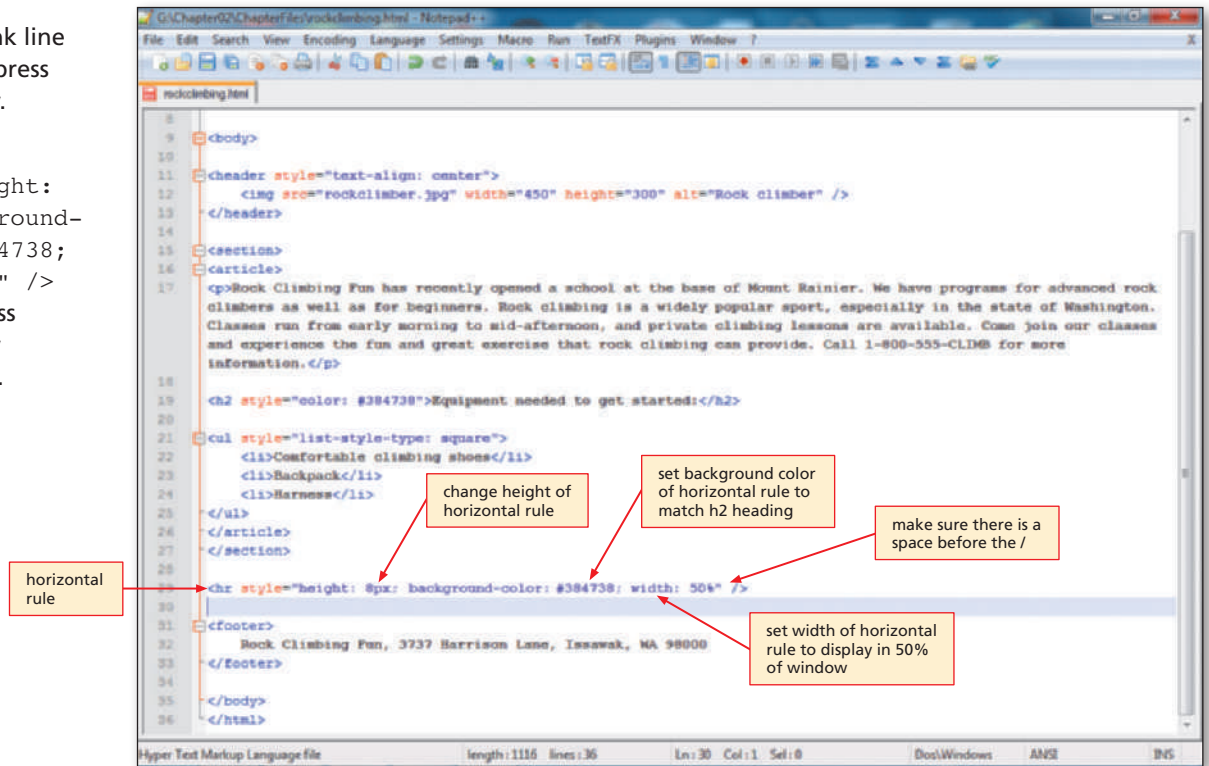 nk line
press
.
ght:
round-
4738;
" />
ss
.
G:\Chapter02\ChapterFiles\rockclimbing.html - Notepad++
File Edit Search View Encoding Language Settings Macro Run TextFX Plugins Window ? X
rockclimbing.html
8
9 <body>
10
11 <header style="text-align: center">
12 <img src="rockclimber.jpg" width="450" height="300" alt="Rock climber" />
13 </header>
14
15 <section>
16 <article>
17 <p>Rock Climbing Fun has recently opened a school at the base of Mount Rainier. We have programs for advanced rock
climbers as well as for beginners. Rock climbing is a widely popular sport, especially in the state of Washington.
Classes run from early morning to mid-afternoon, and private climbing lessons are available. Come join our classes
and experience the fun and great exercise that rock climbing can provide. Call 1-800-555-CLIMB for more
information.</p>
18
19 <h2 style="color: #384738">Equipment needed to get started:</h2>
20
21 <ul style="list-style-type: square">
22 <li>Comfortable climbing shoes</li>
23 <li>Backpack</li>
24 <li>Harness</li>
25 </ul>
26 </article>
27 </section>
28
29 <hr style="height: 8px; background-color: #384738; width: 50%" />
30
31 <footer>
32 Rock Climbing Fun, 3737 Harrison Lane, Issawak, WA 98000
33 </footer>
34
35 </body>
36 </html>
change height of
horizontal rule
set background color
of horizontal rule to
match h2 heading
make sure there is a
space before the /
horizontal
rule
set width of horizontal
rule to display in 50%
of window
Hyper Text Markup Language file length : 1116 lines : 36 Ln : 30 Col : 1 Sel : 0 Dos\Windows ANSI INS